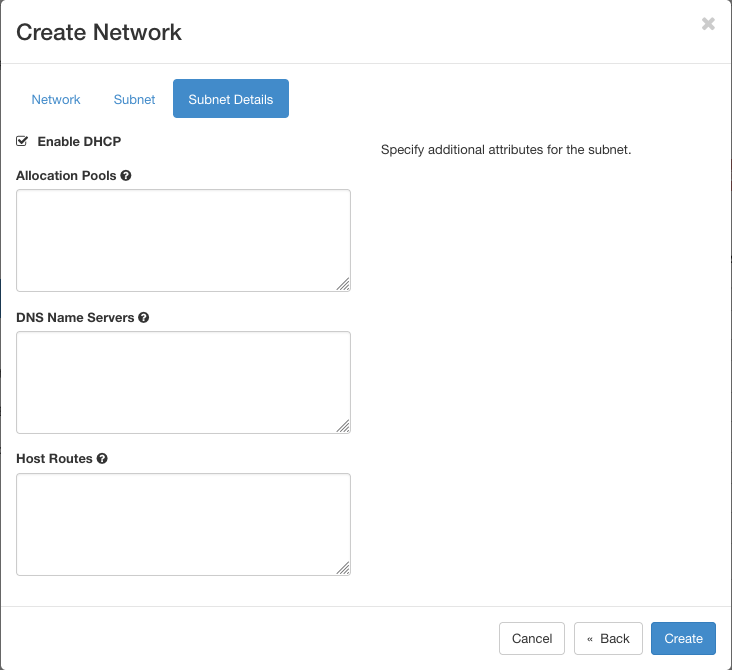 Create Network
Network Subnet Subnet Details
Enable DHCP
Specify additional attributes for the subnet.
Allocation Pools
DNS Name Servers
Host Routes
Cancel « Back Create